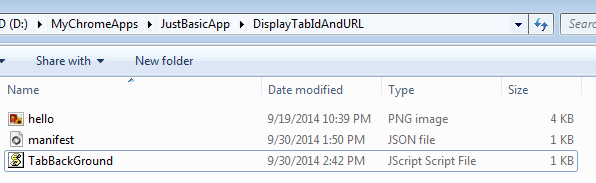 D (D:) MyChromeApps JustBasicApp DisplayTabIdAndURL Searc
Share with New folder
Name Date modified Type Size
hello 9/19/2014 10:39 PM PNG image 4 KB
manifest 9/30/2014 1:50 PM JSON file 1 KB
TabBackGround 9/30/2014 2:42 PM JScript Script File 1 KB